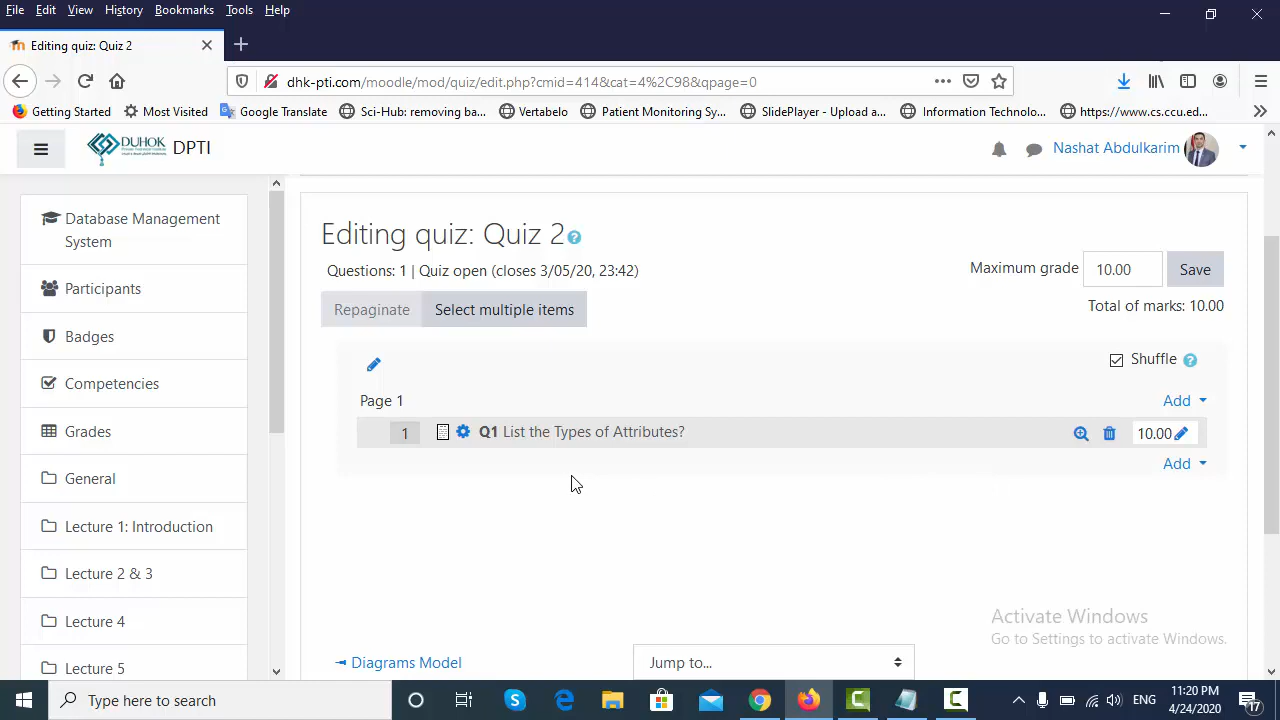 File Edit View History Bookmarks Tools Help
Editing quiz: Quiz 2
dhk-pti.com/moodle/mod/quiz/edit.php?cmid=414&cat=4%2C98&qpage=0
Getting Started Most Visited Google Translate Sci-Hub: removing ba... Vertabelo Patient Monitoring Sy... SlidePlayer - Upload a... Information Technolo... https://www.cs.ccu.ed...
DUHOK DPTI Nashat Abdulkarim
Database Management System
Participants
Badges
Competencies
Grades
General
Lecture 1: Introduction
Lecture 2 & 3
Lecture 4
Lecture 5
Editing quiz: Quiz 2
Questions: 1 | Quiz open (closes 3/05/20, 23:42)
Maximum grade 10.00 Save
Repaginate Select multiple items
Total of marks: 10.00
Shuffle
Page 1 Add
1 Q1 List the Types of Attributes? 10.00
Add
Activate Windows
Go to Settings to activate Windows.
Diagrams Model Jump to...
Type here to search
ENG
11:20 PM
4/24/2020
17